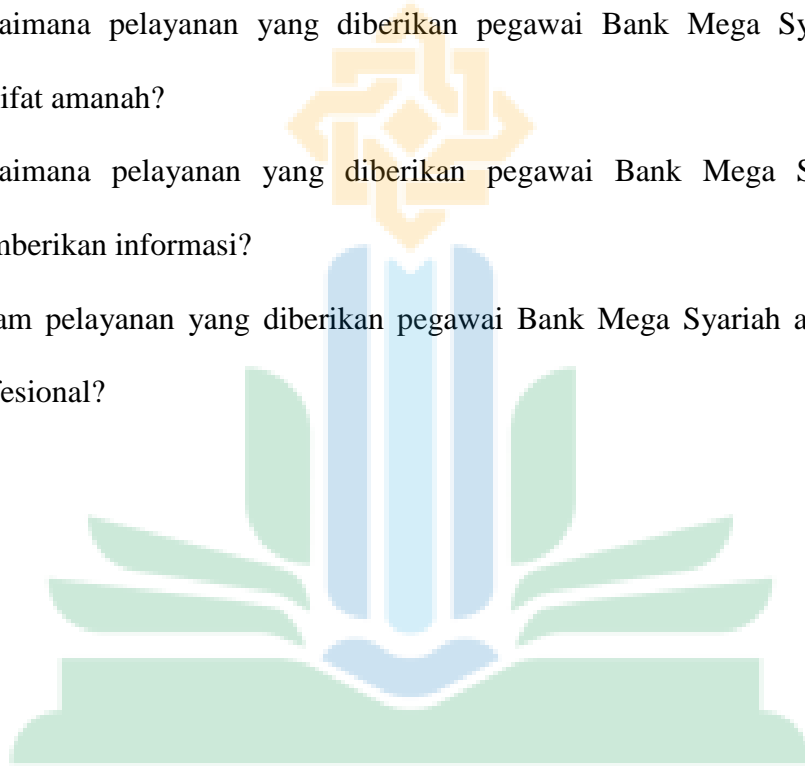 aimana pelayanan yang diberikan pegawai Bank Mega Sy
ifat amanah?
aimana pelayanan yang diberikan pegawai Bank Mega S
mberikan informasi?
am pelayanan yang diberikan pegawai Bank Mega Syariah a
fesional?